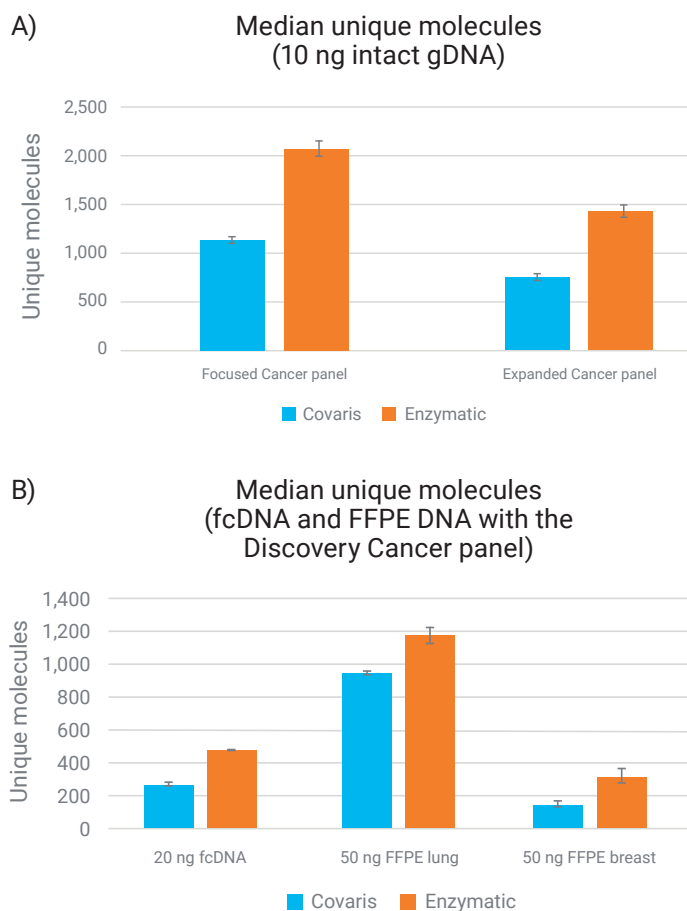 A)
Median unique molecules
(10 ng intact gDNA)
Unique molecules
2,500
2,000
1,500
1,000
500
0
Focused Cancer panel
Expanded Cancer panel
Covaris
Enzymatic
B)
Median unique molecules
(fcDNA and FFPE DNA with the
Discovery Cancer panel)
Unique molecules
1,400
1,200
1,000
800
600
400
200
0
20 ng fcDNA
50 ng FFPE lung
50 ng FFPE breast
Covaris
Enzymatic